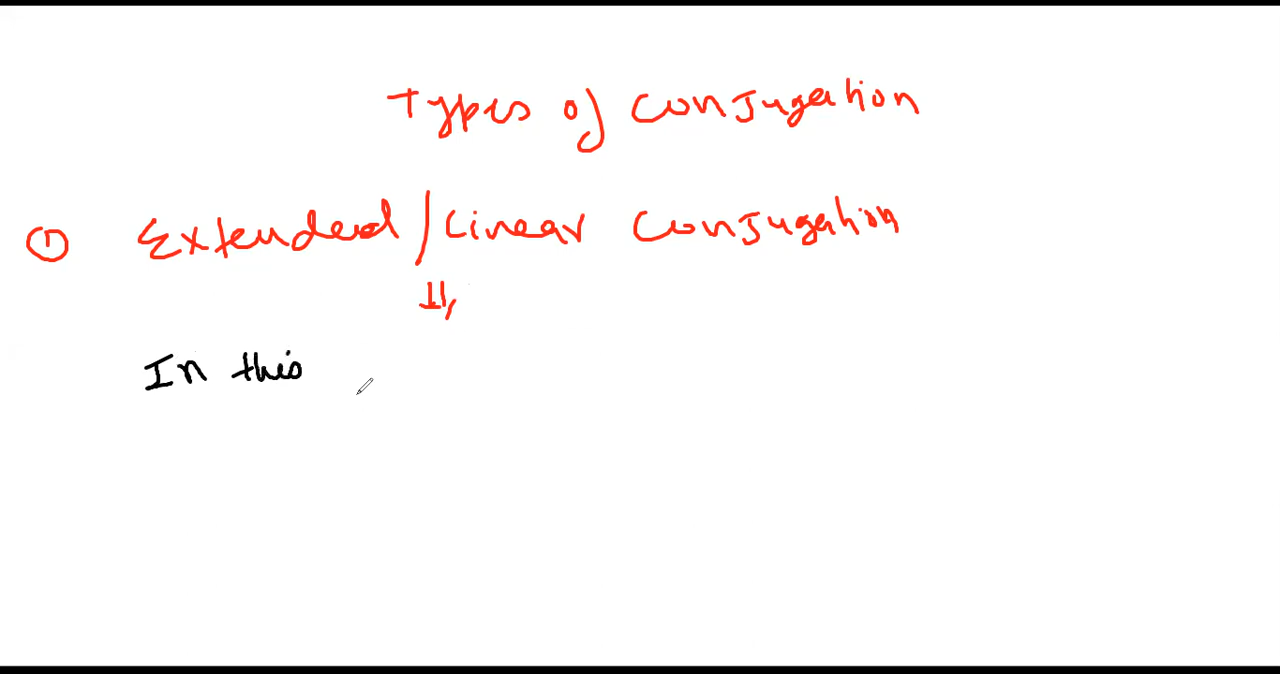 Types of conjugation
① Extended/Linear conjugation
In this